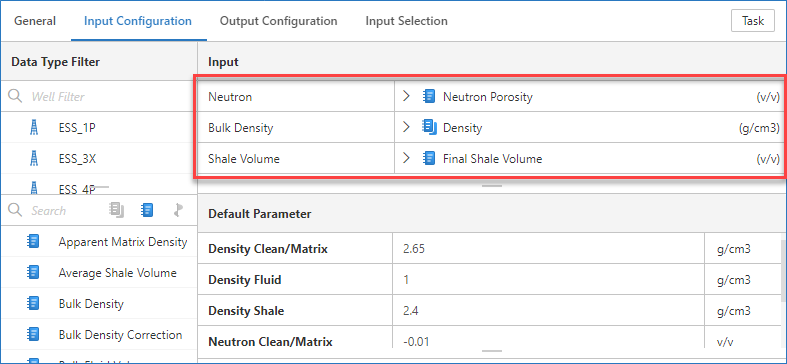 General Input Configuration Output Configuration Input Selection Task
Data Type Filter
Well Filter
ESS_1P
ESS_3X
ESS_4P
Search
Apparent Matrix Density
Average Shale Volume
Bulk Density
Bulk Density Correction
Input
Neutron Neutron Porosity (v/v)
Bulk Density Density (g/cm3)
Shale Volume Final Shale Volume (v/v)
Default Parameter
Density Clean/Matrix 2.65 g/cm3
Density Fluid 1 g/cm3
Density Shale 2.4 g/cm3
Neutron Clean/Matrix -0.01 v/v